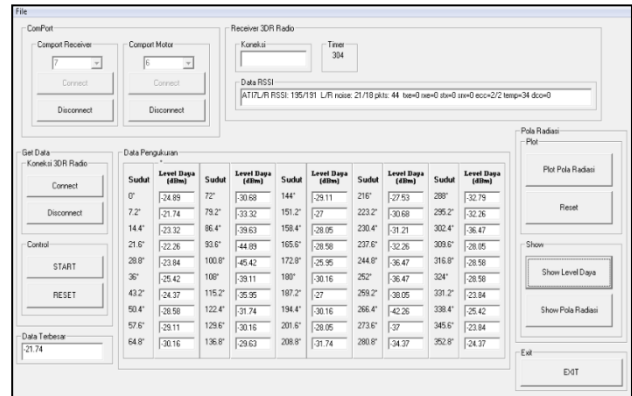 File
ComPort
Comport Receiver
7
Connect
Disconnect
Comport Motor
6
Connect
Disconnect
Receiver 3DR Radio
Koneksi
Timer
304
Data RSSI
ATI7L/R RSSI: 195/191 L/R noise: 21/18 pkts: 44 txe=0 rxe=0 stx=0 srx=0 ecc=2/2 temp=34 dco=0
Get Data
Koneksi 3DR Radio
Connect
Disconnect
Control
START
RESET
Data Terbesar
-21.74
Data Pengukuran
Sudut Level Daya (dBm) Sudut Level Daya (dBm) Sudut Level Daya (dBm) Sudut Level Daya (dBm) Sudut Level Daya (dBm)
0° -24.89 72° -30.68 144° -29.11 216° -27.53 288° -32.79
7.2° -21.74 79.2° -33.32 151.2° -27 223.2° -30.68 295.2° -32.26
14.4° -23.32 86.4° -39.63 158.4° -28.05 230.4° -31.21 302.4° -36.47
21.6° -22.26 93.6° -44.89 165.6° -28.58 237.6° -32.26 309.6° -28.05
28.8° -23.84 100.8° -45.42 172.8° -25.95 244.8° -36.47 316.8° -28.58
36° -25.42 108° -39.11 180° -30.16 252° -36.47 324° -28.58
43.2° -24.37 115.2° -35.95 187.2° -27 259.2° -38.05 331.2° -23.84
50.4° -28.58 122.4° -31.74 194.4° -30.16 266.4° -42.26 338.4° -25.42
57.6° -29.11 129.6° -30.16 201.6° -28.05 273.6° -37 345.6° -23.84
64.8° -30.16 136.8° -29.63 208.8° -31.74 280.8° -34.37 352.8° -24.37
Pola Radiasi
Plot
Plot Pola Radiasi
Reset
Show
Show Level Daya
Show Pola Radiasi
Exit
EXIT